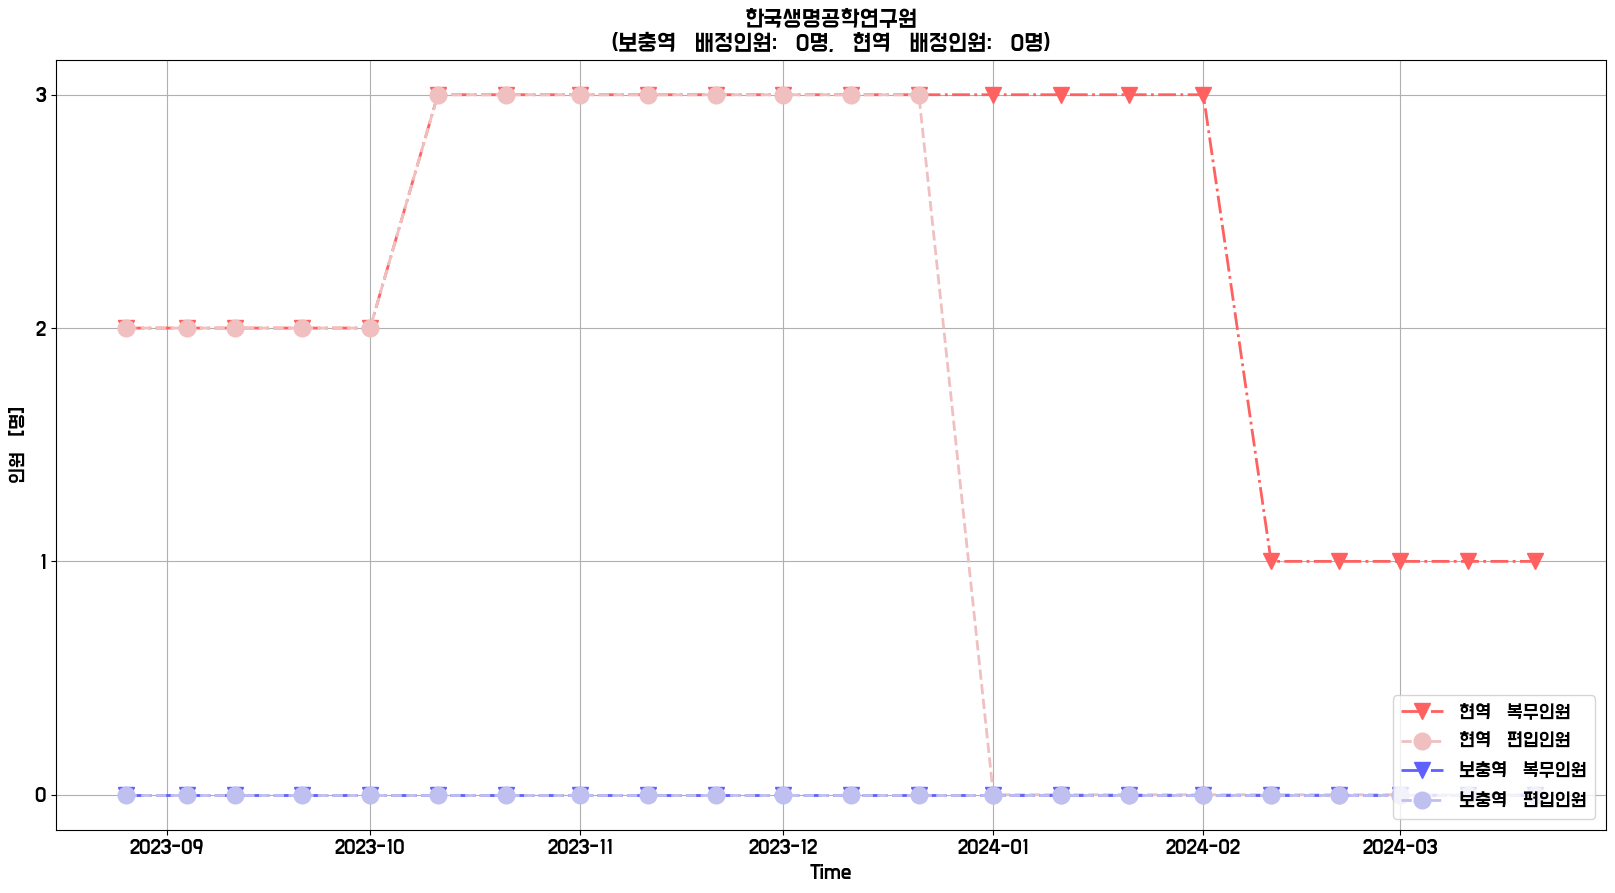 한국생명공학연구원
(보충역 배정인원: 0명, 현역 배정인원: 0명)
인원 [명]
3
2
1
0
현역 복무인원
현역 편입인원
보충역 복무인원
보충역 편입인원
2023-09
2023-10
2023-11
2023-12
2024-01
2024-02
2024-03
Time